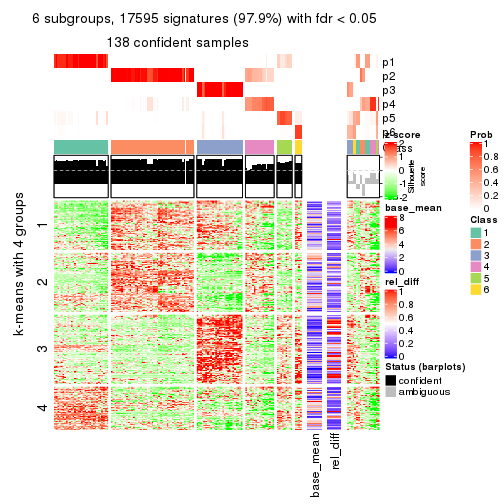 6 subgroups, 17595 signatures (97.9%) with fdr < 0.05
138 confident samples
p1
p2
p3
p4
p5
p6
Class
z_score
2
1
0
-1
-2
Silhouette
score
Prob
1
0.8
0.6
0.4
0.2
0
Class
1
2
3
4
5
6
base_mean
8
6
4
2
0
rel_diff
1
0.8
0.6
0.4
0.2
0
Status (barplots)
confident
ambiguous
k-means with 4 groups
1
2
3
4
base_mean
rel_diff